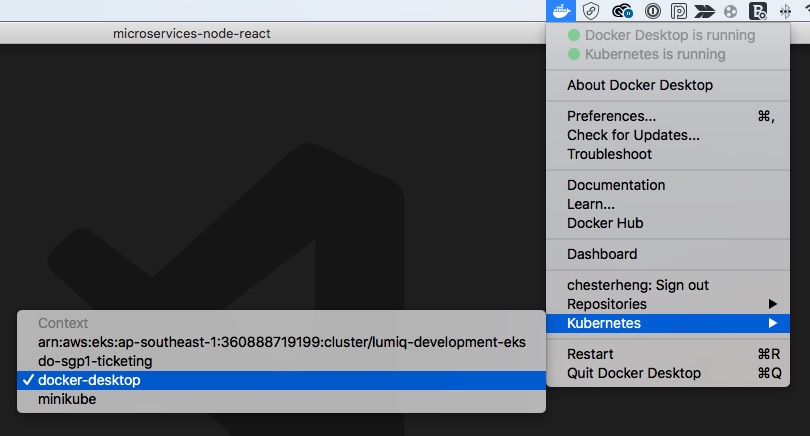 microservices-node-react
Docker Desktop is running
Kubernetes is running
About Docker Desktop
Preferences... ⌘,
Check for Updates...
Troubleshoot
Documentation
Learn...
Docker Hub
Dashboard
chesterheng: Sign out
Repositories
Kubernetes
Restart ⌘R
Quit Docker Desktop ⌘Q
Context
arn:aws:eks:ap-southeast-1:360888719199:cluster/lumiq-development-eks
do-sgp1-ticketing
docker-desktop
minikube